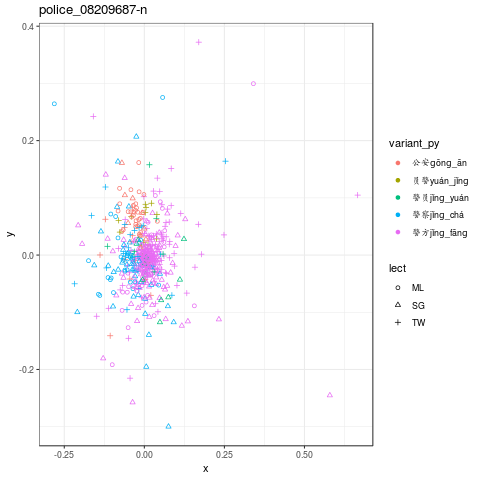 police_08209687-n
0.4
0.2
0.0
-0.2
y
-0.25
0.00
0.25
0.50
x
variant_py
公安gōng_ān
员警yuán_jǐng
警员jǐng_yuán
警察jǐng_chá
警方jǐng_fāng
lect
ML
SG
TW